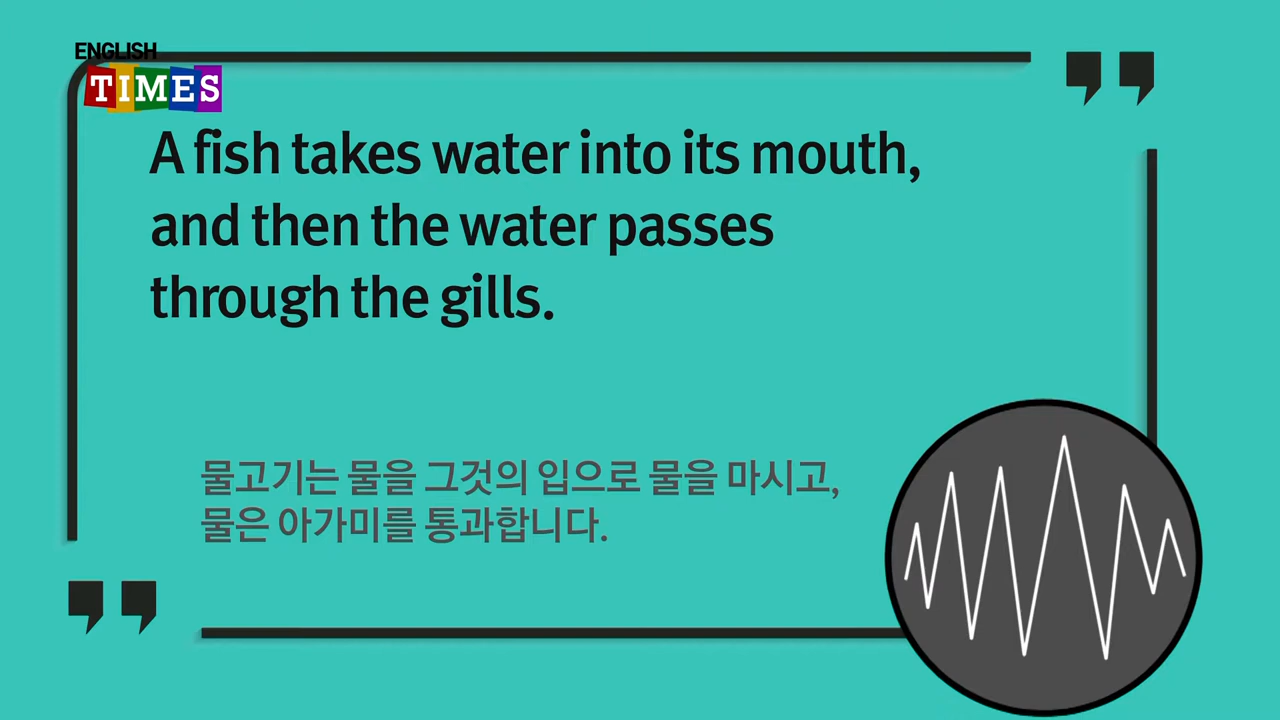 ENGLISH
TIMES
A fish takes water into its mouth,
and then the water passes
through the gills.
물고기는 물을 그것의 입으로 물을 마시고,
물은 아가미를 통과합니다.